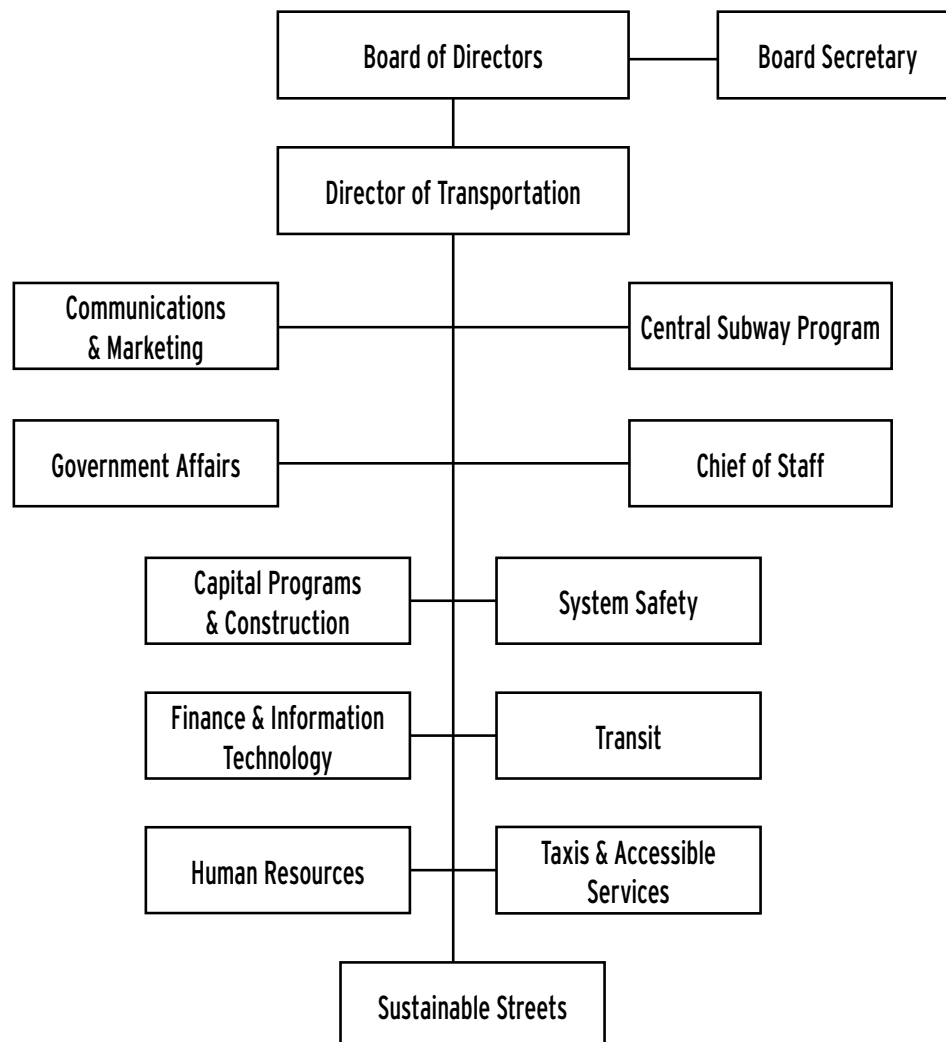 Board of Directors
Board Secretary
Director of Transportation
Communications
& Marketing
Central Subway Program
Government Affairs
Chief of Staff
Capital Programs
& Construction
System Safety
Finance & Information
Technology
Transit
Human Resources
Taxis & Accessible
Services
Sustainable Streets